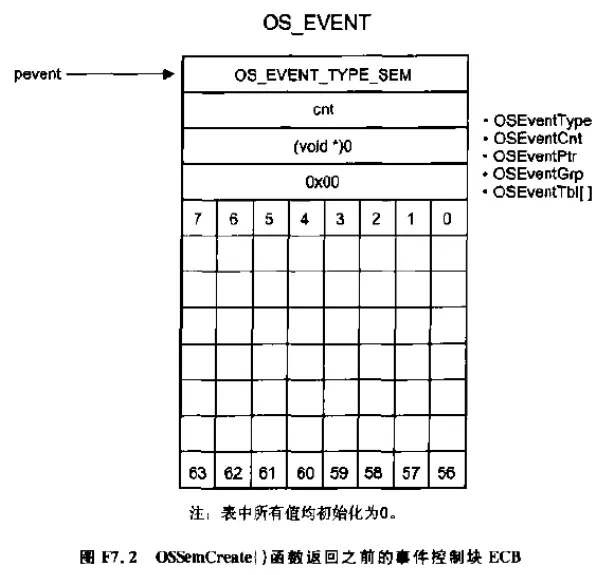 OS_EVENT
pevent
OS_EVENT_TYPE_SEM
cnt
(void *)0
0x00
• OSEventType
• OSEventCnt
• OSEventPtr
• OSEventGrp
• OSEventTbl[ ]
7 6 5 4 3 2 1 0
63 62 61 60 59 58 57 56
注：表中所有值均初始化为0。
图 F7.2 OSSemCreate()函数返回之前的事件控制块 ECB